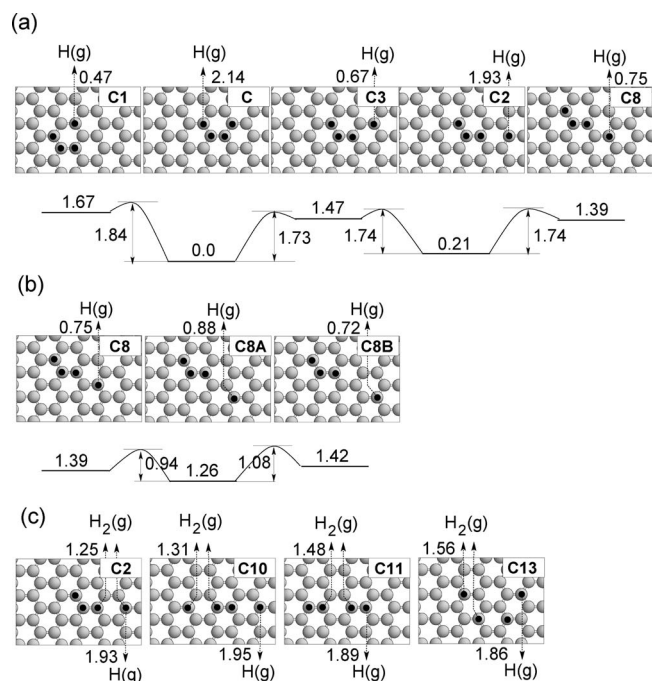 (a)
H(g) H(g) H(g) H(g) H(g)
0.47 2.14 0.67 1.93 0.75
C1 C C3 C2 C8
1.67 1.47 0.21 1.39
1.84 0.0 1.73 1.74 1.74
(b)
H(g) H(g) H(g)
0.75 0.88 0.72
C8 C8A C8B
1.39 0.94 1.26 1.08 1.42
(c)
H2(g) H2(g) H2(g) H2(g)
1.25 1.31 1.48 1.56
C2 C10 C11 C13
1.93 1.95 1.89 1.86
H(g) H(g) H(g) H(g)